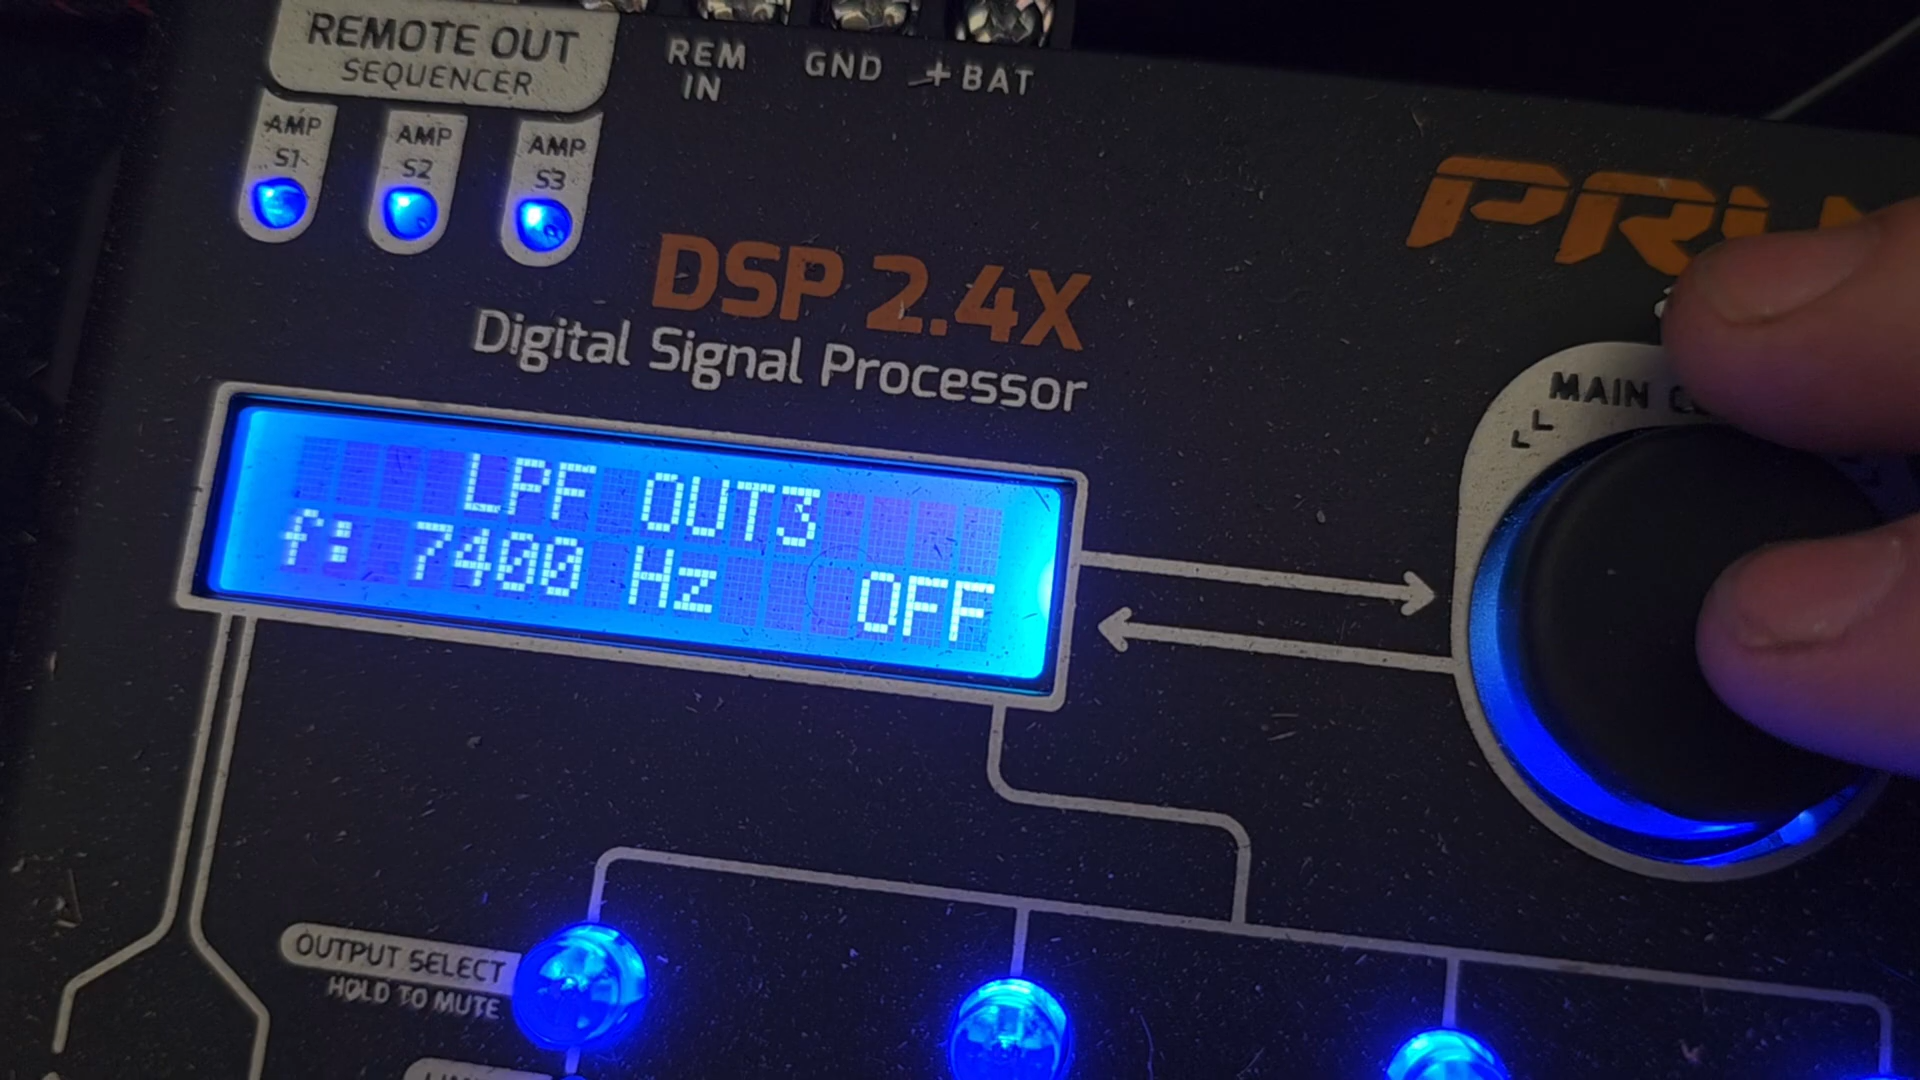 REMOTE OUT
SEQUENCER
REM
IN
GND
+ BAT
AMP
S1
AMP
S2
AMP
S3
DSP 2.4X
Digital Signal Processor
MAIN
LPF OUT3
f: 7400 Hz OFF
OUTPUT SELECT
HOLD TO MUTE